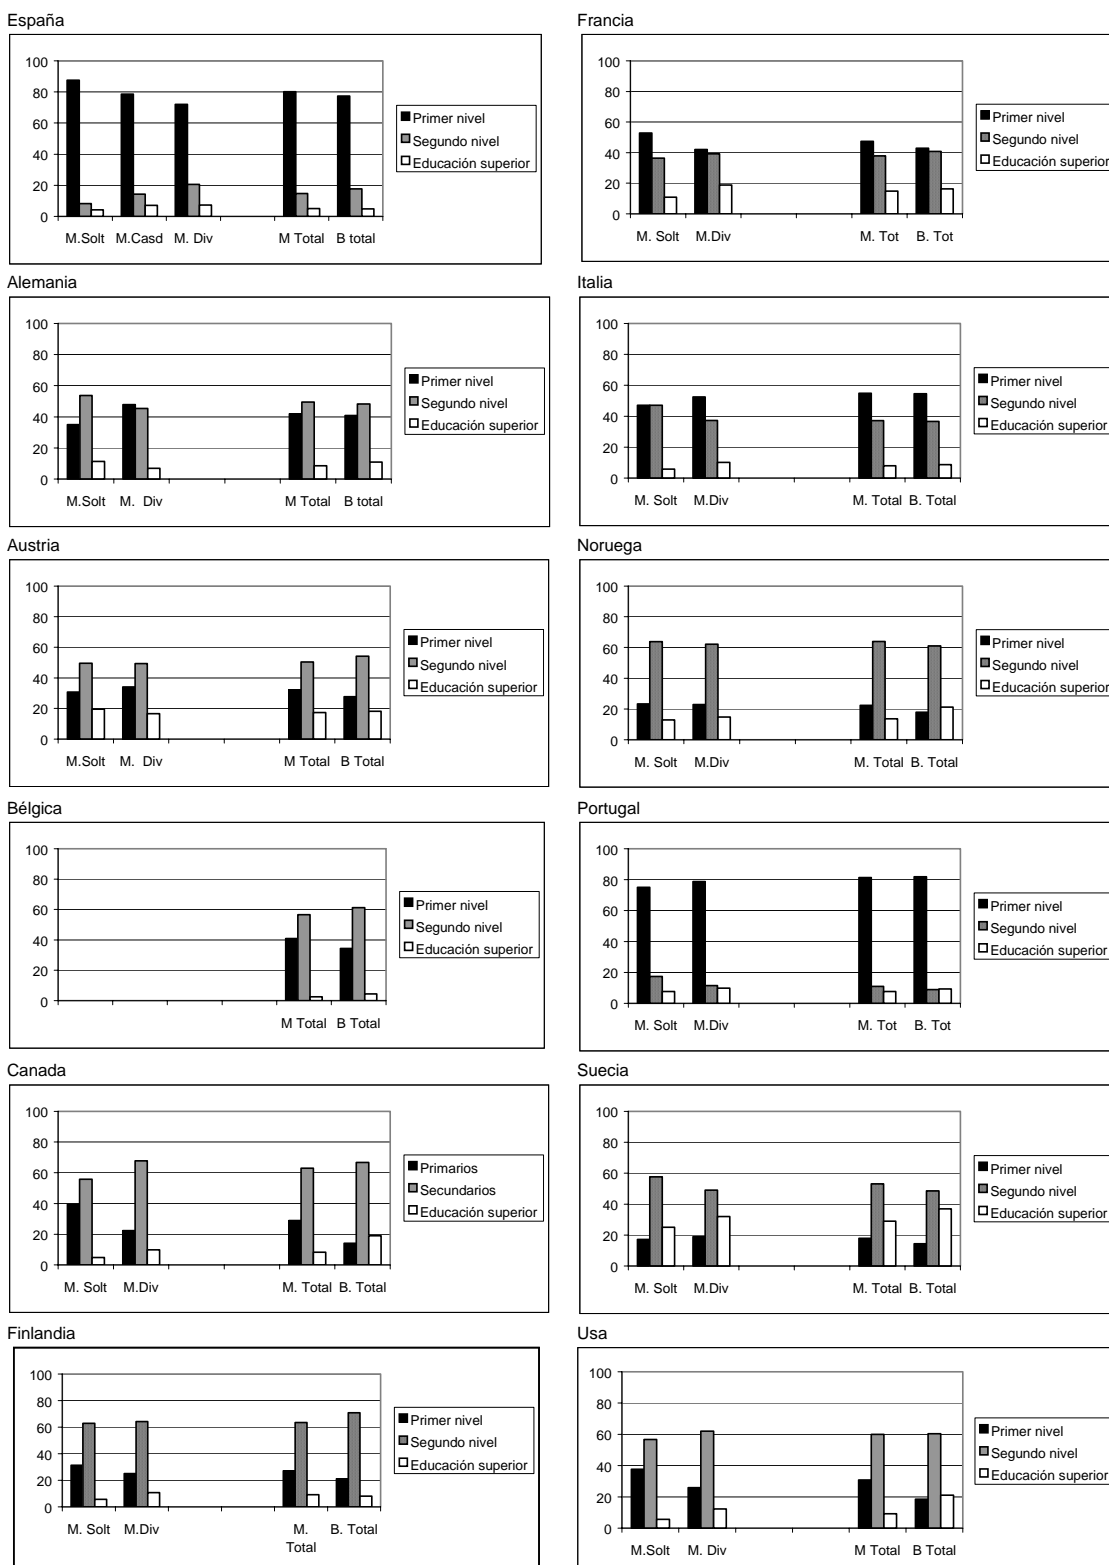 España
100
80
60
40
20
0
M.Solt M.Casd M. Div M Total B total
Primer nivel
Segundo nivel
Educación superior
Francia
100
80
60
40
20
0
M. Solt M.Div M. Tot B. Tot
Primer nivel
Segundo nivel
Educación superior
Alemania
100
80
60
40
20
0
M.Solt M. Div M Total B total
Primer nivel
Segundo nivel
Educación superior
Italia
100
80
60
40
20
0
M. Solt M.Div M. Total B. Total
Primer nivel
Segundo nivel
Educación superior
Austria
100
80
60
40
20
0
M.Solt M. Div M Total B Total
Primer nivel
Segundo nivel
Educación superior
Noruega
100
80
60
40
20
0
M. Solt M.Div M. Total B. Total
Primer nivel
Segundo nivel
Educación superior
Bélgica
100
80
60
40
20
0
M Total B Total
Primer nivel
Segundo nivel
Educación superior
Portugal
100
80
60
40
20
0
M. Solt M.Div M. Tot B. Tot
Primer nivel
Segundo nivel
Educación superior
Canada
100
80
60
40
20
0
M. Solt M.Div M. Total B. Total
Primarios
Secundarios
Educación superior
Suecia
100
80
60
40
20
0
M. Solt M.Div M. Total B. Total
Primer nivel
Segundo nivel
Educación superior
Finlandia
100
80
60
40
20
0
M. Solt M.Div M. B. Total
Total
Primer nivel
Segundo nivel
Educación superior
Usa
100
80
60
40
20
0
M.Solt M. Div M Total B Total
Primer nivel
Segundo nivel
Educación superior